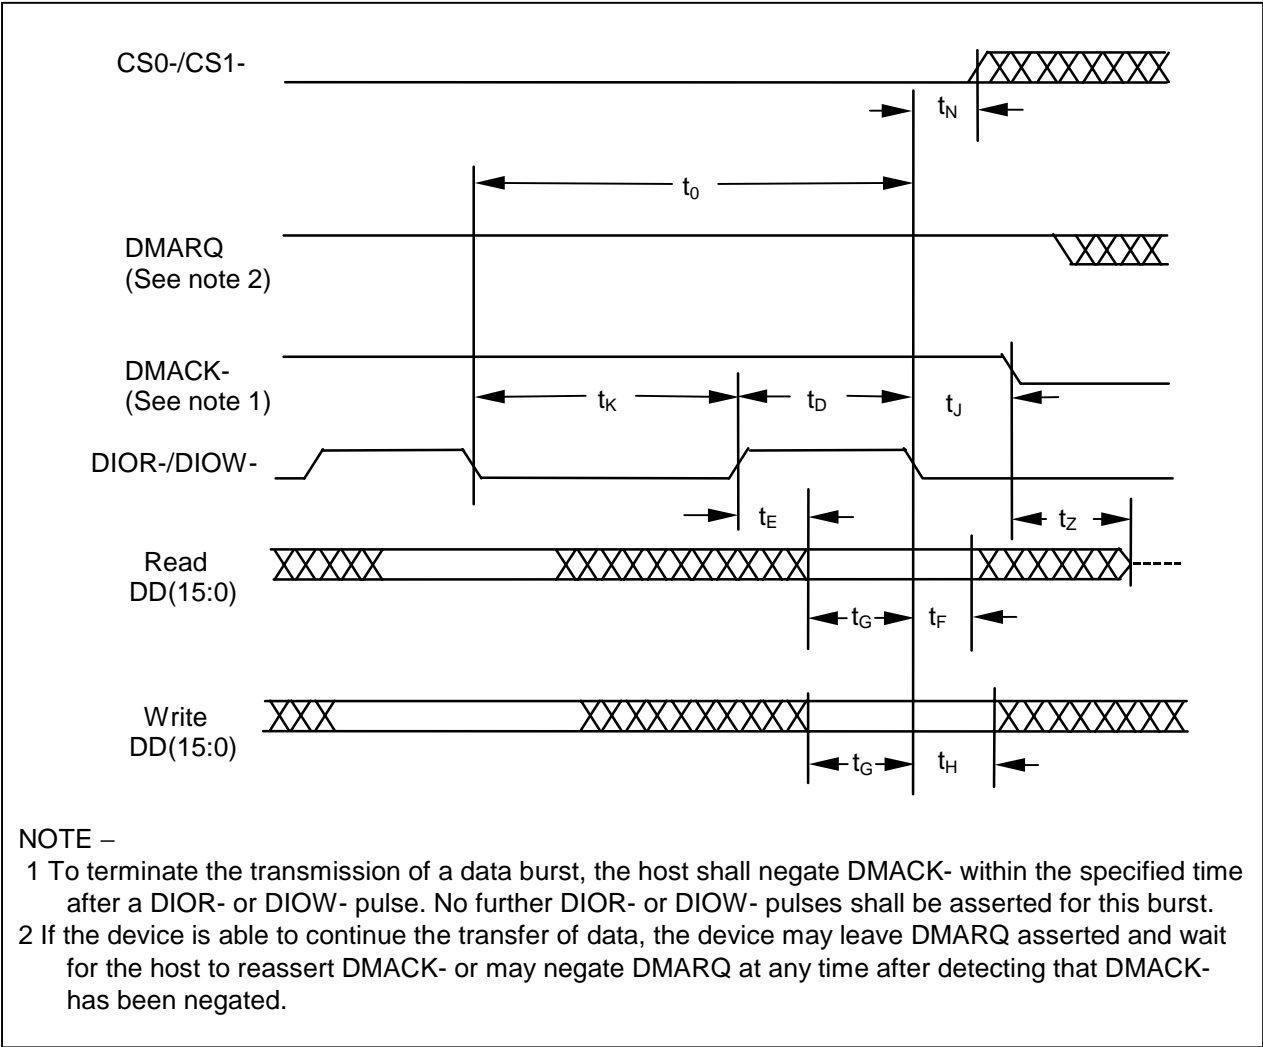 CS0-/CS1-
tN
t0
DMARQ
(See note 2)
DMACK-
(See note 1)
tK
tD
tJ
DIOR-/DIOW-
tE
tZ
Read
DD(15:0)
tG
tF
Write
DD(15:0)
tG
tH
NOTE –
1 To terminate the transmission of a data burst, the host shall negate DMACK- within the specified time
after a DIOR- or DIOW- pulse. No further DIOR- or DIOW- pulses shall be asserted for this burst.
2 If the device is able to continue the transfer of data, the device may leave DMARQ asserted and wait
for the host to reassert DMACK- or may negate DMARQ at any time after detecting that DMACK-
has been negated.